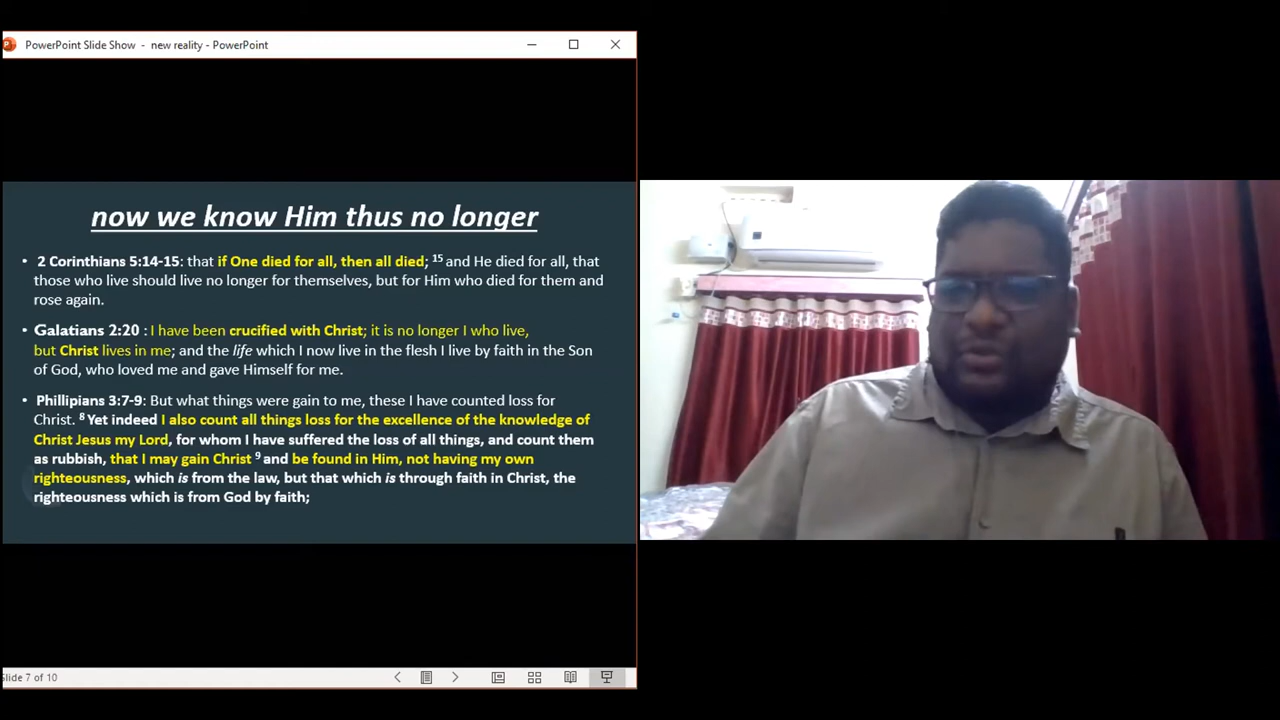 PowerPoint Slide Show - new reality - PowerPoint
now we know Him thus no longer
• 2 Corinthians 5:14-15: that if One died for all, then all died; 15 and He died for all, that
those who live should live no longer for themselves, but for Him who died for them and
rose again.
• Galatians 2:20 : I have been crucified with Christ; it is no longer I who live,
but Christ lives in me; and the life which I now live in the flesh I live by faith in the Son
of God, who loved me and gave Himself for me.
• Phillipians 3:7-9: But what things were gain to me, these I have counted loss for
Christ. 8 Yet indeed I also count all things loss for the excellence of the knowledge of
Christ Jesus my Lord, for whom I have suffered the loss of all things, and count them
as rubbish, that I may gain Christ 9 and be found in Him, not having my own
righteousness, which is from the law, but that which is through faith in Christ, the
righteousness which is from God by faith;
Slide 7 of 10